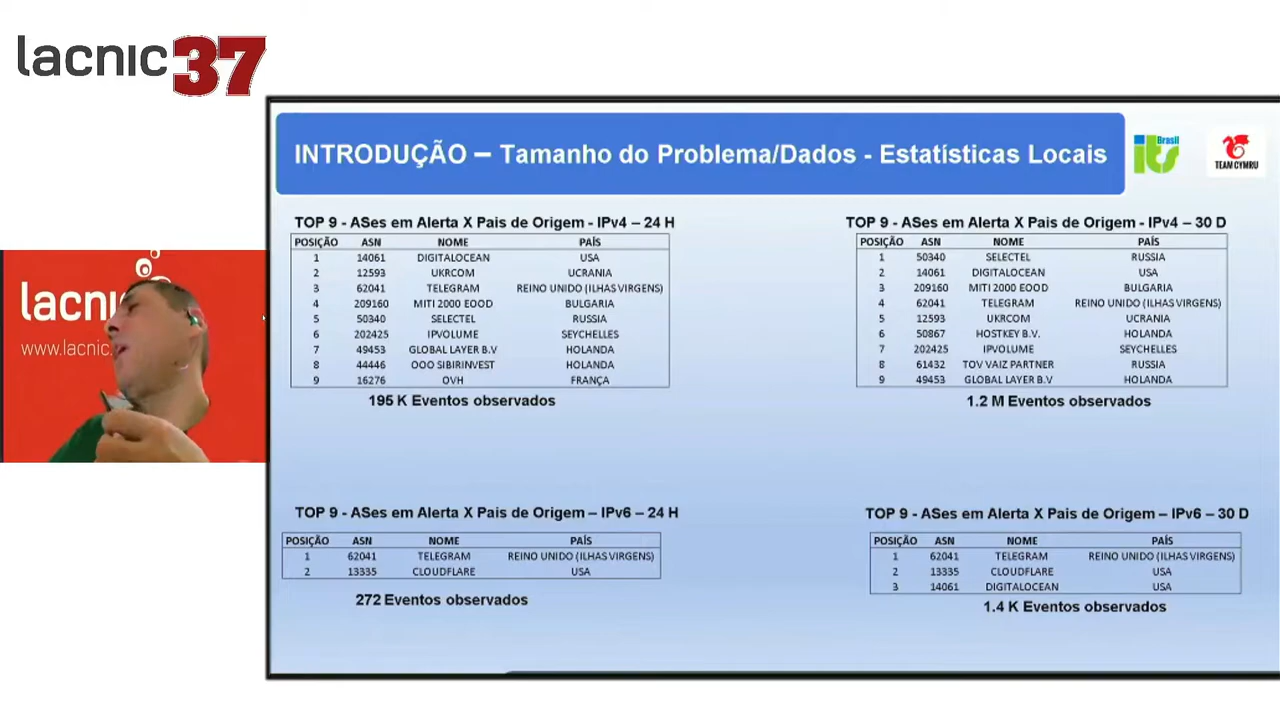 lacnic37
INTRODUÇÃO – Tamanho do Problema/Dados - Estatísticas Locais
Brasil
its
TEAM CYMRU
lacnic
www.lacnic.
TOP 9 - ASes em Alerta X Pais de Origem - IPv4 – 24 H
POSIÇÃO ASN NOME PAÍS
1 14061 DIGITALOCEAN USA
2 12593 UKRCOM UCRANIA
3 62041 TELEGRAM REINO UNIDO (ILHAS VIRGENS)
4 209160 MITI 2000 EOOD BULGARIA
5 50340 SELECTEL RUSSIA
6 202425 IPVOLUME SEYCHELLES
7 49453 GLOBAL LAYER B.V HOLANDA
8 44446 OOO SIBIRINVEST HOLANDA
9 16276 OVH FRANÇA
195 K Eventos observados
TOP 9 - ASes em Alerta X Pais de Origem - IPv4 – 30 D
POSIÇÃO ASN NOME PAÍS
1 50340 SELECTEL RUSSIA
2 14061 DIGITALOCEAN USA
3 209160 MITI 2000 EOOD BULGARIA
4 62041 TELEGRAM REINO UNIDO (ILHAS VIRGENS)
5 12593 UKRCOM UCRANIA
6 50867 HOSTKEY B.V. HOLANDA
7 202425 IPVOLUME SEYCHELLES
8 61432 TOV VAIZ PARTNER RUSSIA
9 49453 GLOBAL LAYER B.V HOLANDA
1.2 M Eventos observados
TOP 9 - ASes em Alerta X Pais de Origem – IPv6 – 24 H
POSIÇÃO ASN NOME PAÍS
1 62041 TELEGRAM REINO UNIDO (ILHAS VIRGENS)
2 13335 CLOUDFLARE USA
272 Eventos observados
TOP 9 - ASes em Alerta X Pais de Origem – IPv6 – 30 D
POSIÇÃO ASN NOME PAÍS
1 62041 TELEGRAM REINO UNIDO (ILHAS VIRGENS)
2 13335 CLOUDFLARE USA
3 14061 DIGITALOCEAN USA
1.4 K Eventos observados